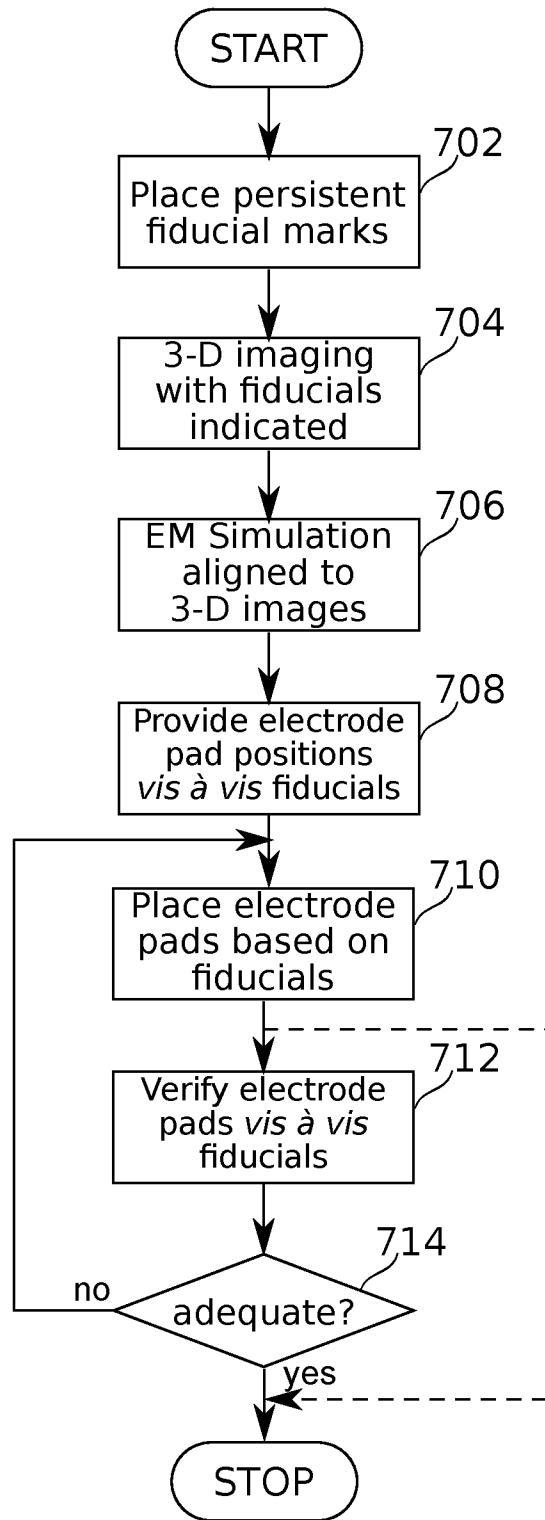 START
702
Place persistent
fiducial marks
704
3-D imaging
with fiducials
indicated
706
EM Simulation
aligned to
3-D images
708
Provide electrode
pad positions
vis à vis fiducials
710
Place electrode
pads based on
fiducials
712
Verify electrode
pads vis à vis
fiducials
714
no
adequate?
yes
STOP